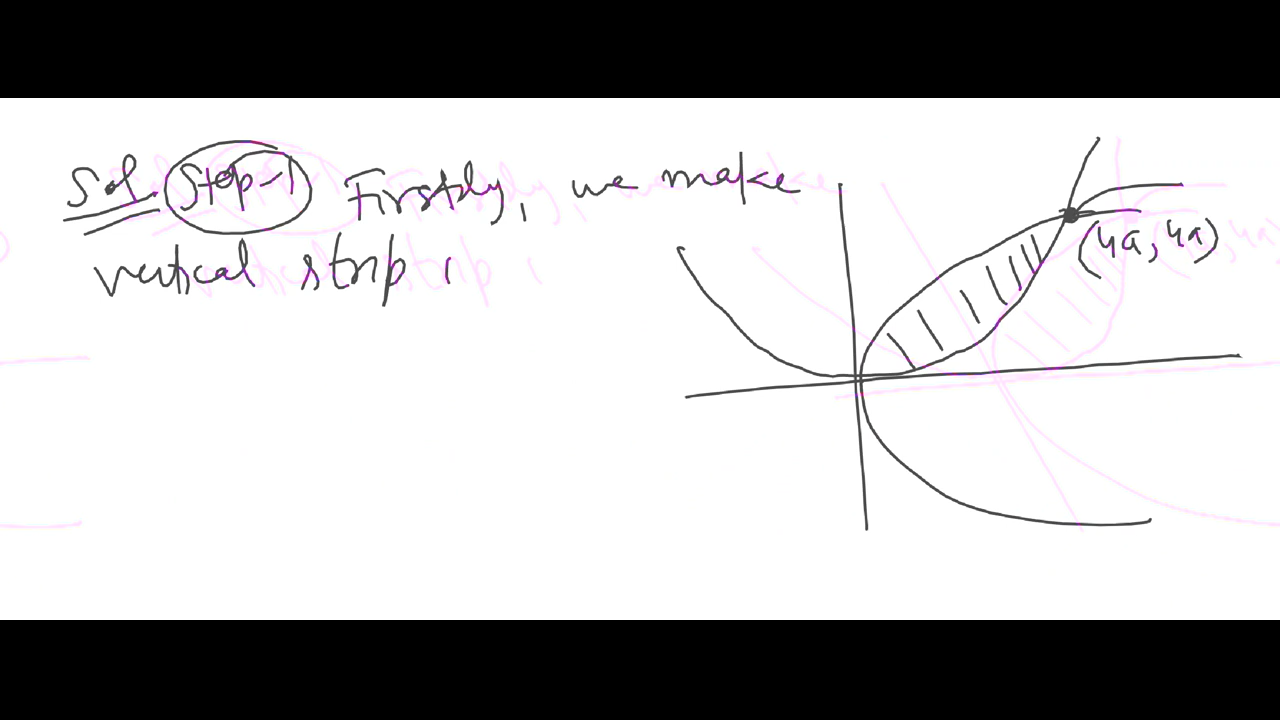 Sol. Step-1 Firstly, we make
vertical strip
(4a, 4a)